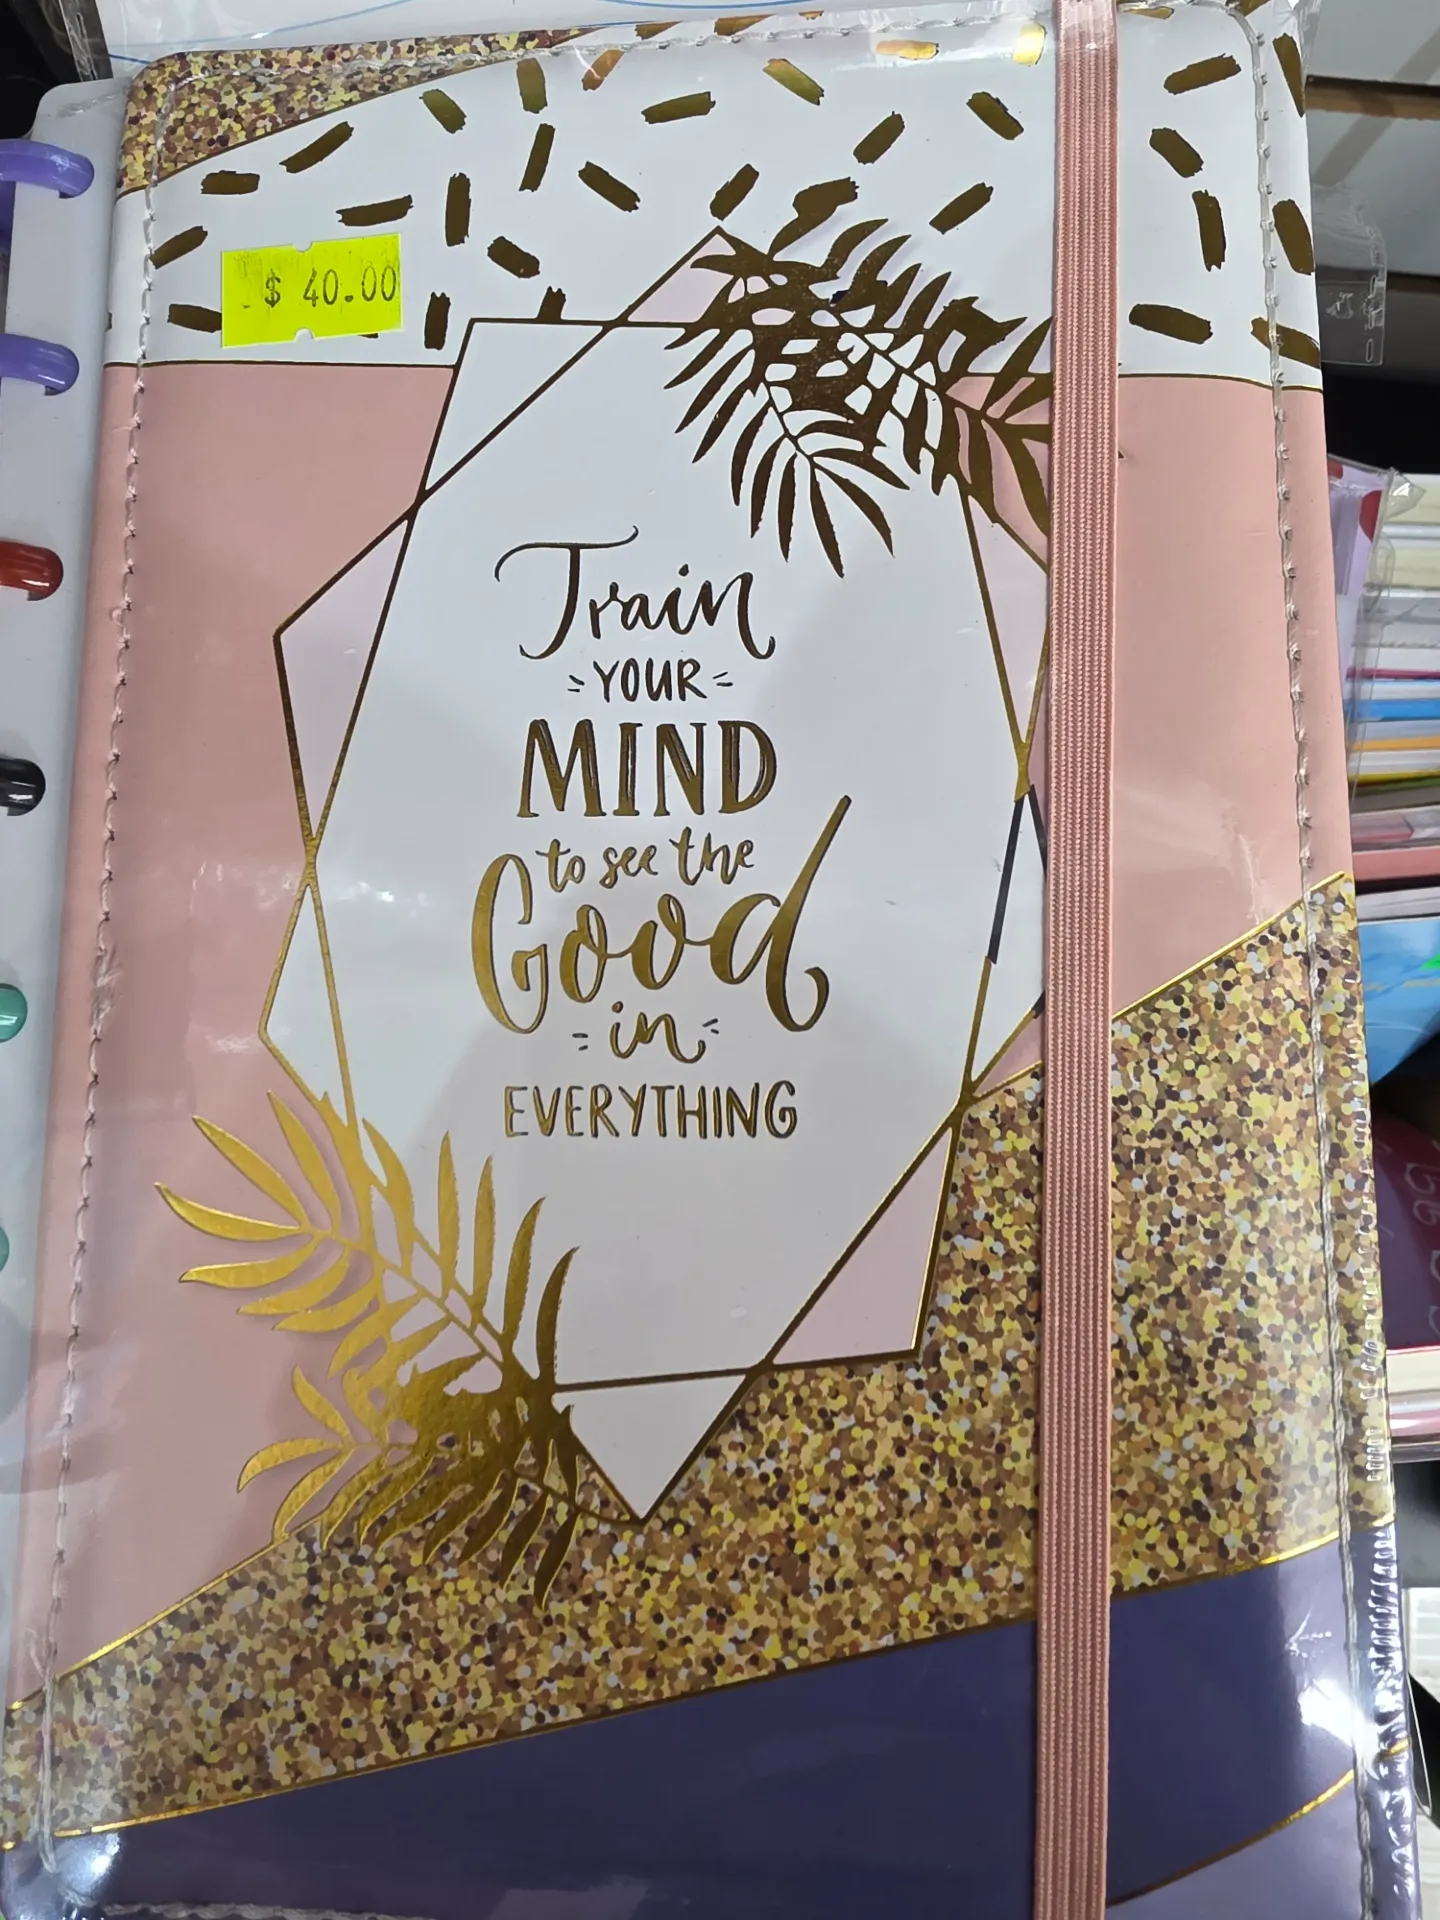 $ 40.00
Train
YOUR
MIND
to see the
Good
in
EVERYTHING